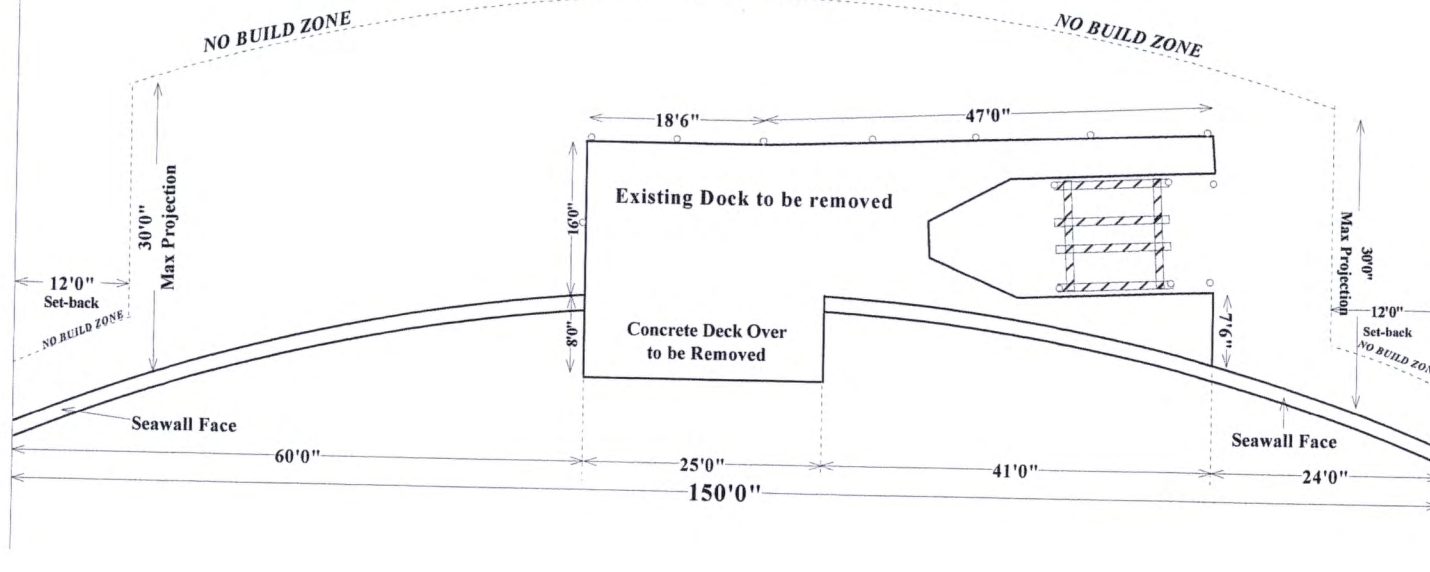 NO BUILD ZONE
NO BUILD ZONE
18'6"
47'0"
30'0"
Max Projection
Existing Dock to be removed
16'0"
30'0"
Max Projection
12'0"
Set-back
NO BUILD ZONE
8'0"
Concrete Deck Over
to be Removed
7'6"
12'0"
Set-back
Seawall Face
Seawall Face
60'0"
25'0"
41'0"
24'0"
150'0"
NO BUILD